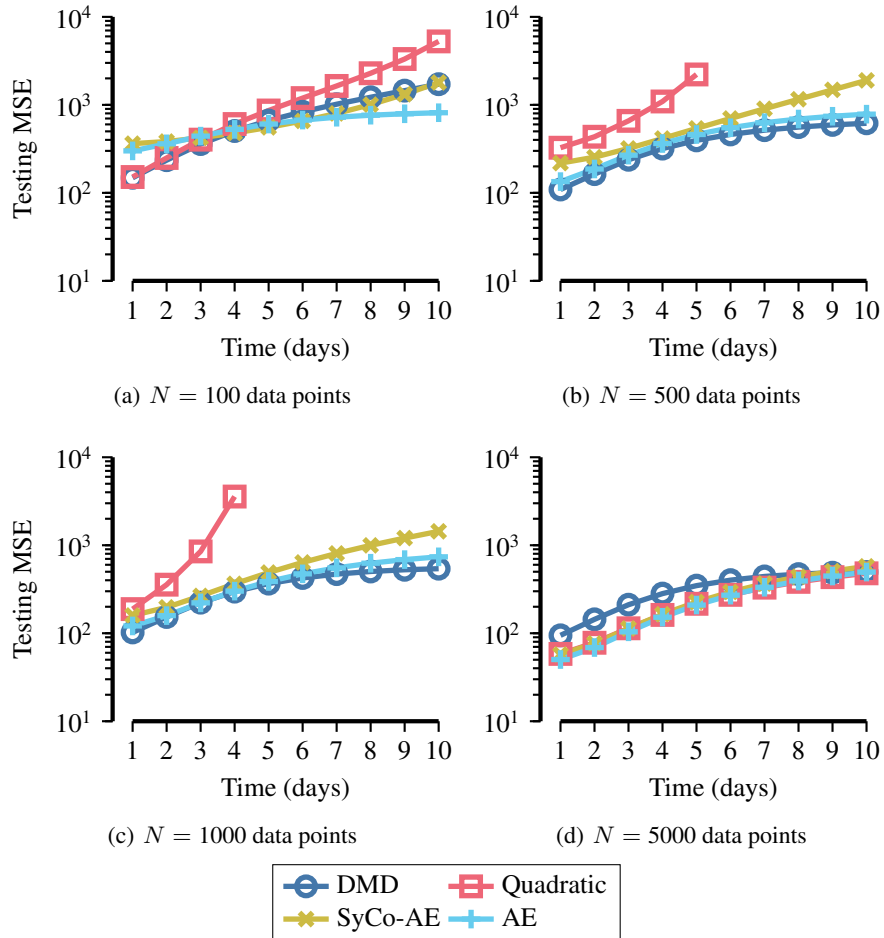 10^4
10^3
10^2
10^1
Testing MSE
1 2 3 4 5 6 7 8 9 10
Time (days)
(a) N = 100 data points
10^4
10^3
10^2
10^1
1 2 3 4 5 6 7 8 9 10
Time (days)
(b) N = 500 data points
10^4
10^3
10^2
10^1
Testing MSE
1 2 3 4 5 6 7 8 9 10
Time (days)
(c) N = 1000 data points
10^4
10^3
10^2
10^1
1 2 3 4 5 6 7 8 9 10
Time (days)
(d) N = 5000 data points
DMD Quadratic
SyCo-AE AE